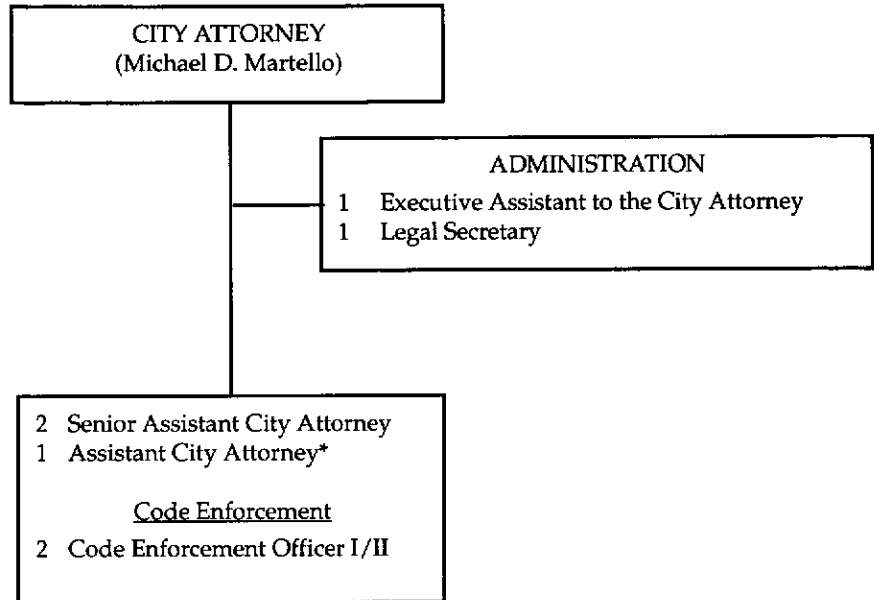 CITY ATTORNEY
(Michael D. Martello)
ADMINISTRATION
1 Executive Assistant to the City Attorney
1 Legal Secretary
2 Senior Assistant City Attorney
1 Assistant City Attorney*
Code Enforcement
2 Code Enforcement Officer I/II